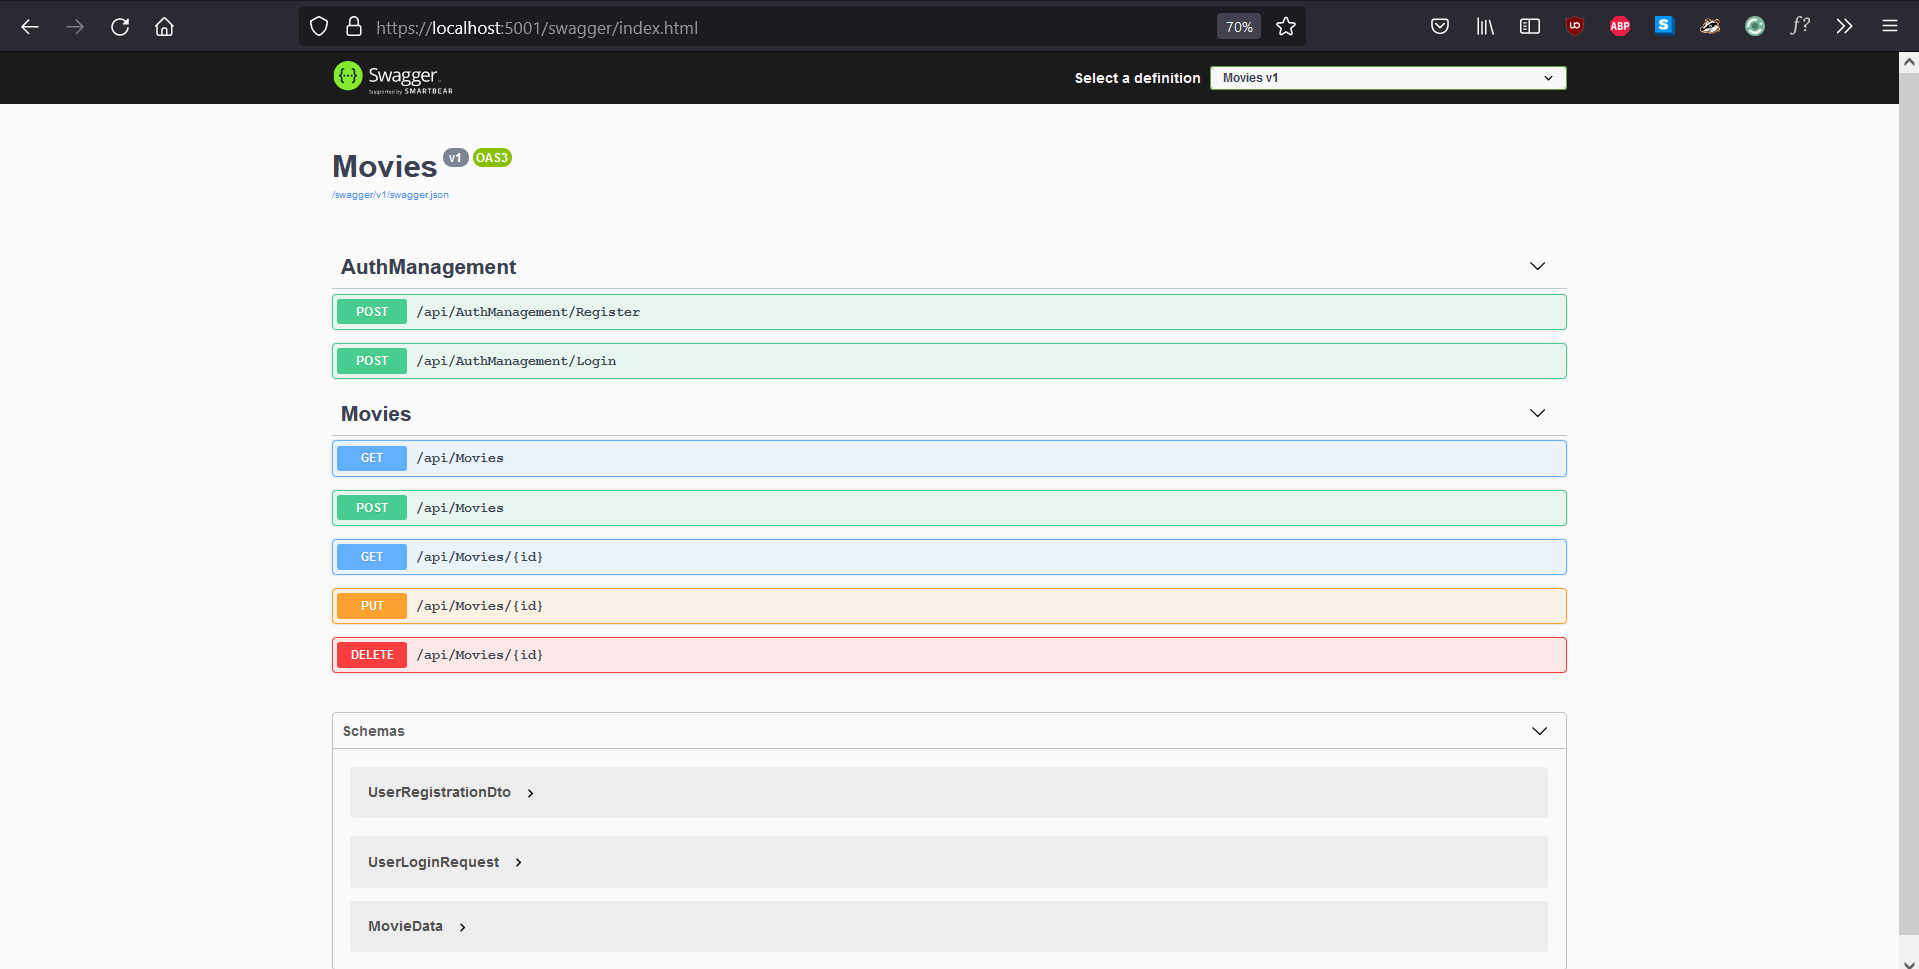 https://localhost:5001/swagger/index.html
70%
UD
ABP
S
f?
{···}
Swagger
Supported by SMARTBEAR
Select a definition
Movies v1
Movies v1 OAS3
/swagger/v1/swagger.json
AuthManagement
POST /api/AuthManagement/Register
POST /api/AuthManagement/Login
Movies
GET /api/Movies
POST /api/Movies
GET /api/Movies/{id}
PUT /api/Movies/{id}
DELETE /api/Movies/{id}
Schemas
UserRegistrationDto
UserLoginRequest
MovieData